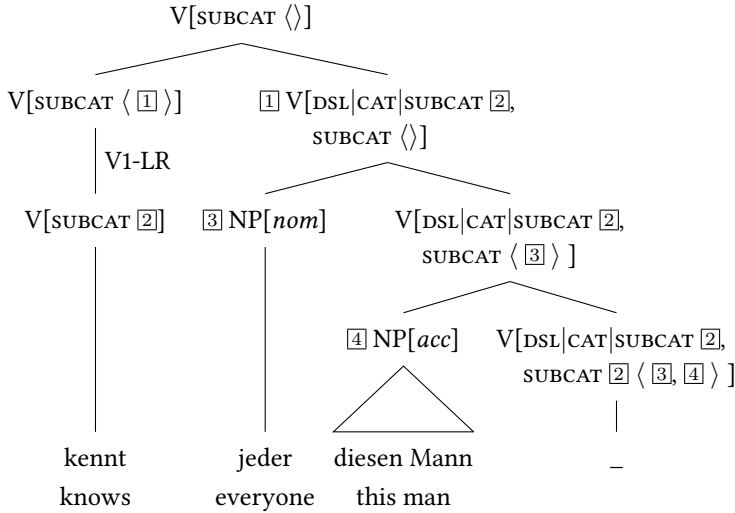 V[SUBCAT ⟨⟩]
V[SUBCAT ⟨ 1 ⟩] 1 V[DSL|CAT|SUBCAT 2,
SUBCAT ⟨⟩]
V1-LR
V[SUBCAT 2] 3 NP[nom] V[DSL|CAT|SUBCAT 2,
SUBCAT ⟨ 3 ⟩ ]
4 NP[acc] V[DSL|CAT|SUBCAT 2,
SUBCAT 2 ⟨ 3, 4 ⟩ ]
kennt jeder diesen Mann _
knows everyone this man